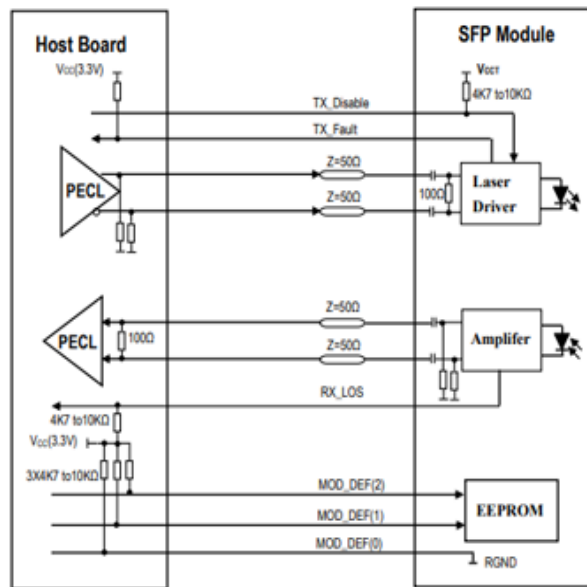 Host Board
SFP Module
Vcc(3.3V)
VCCT
4K7 to10KΩ
TX_Disable
TX_Fault
Z=50Ω
PECL
100Ω
Laser
Driver
Z=50Ω
Z=50Ω
PECL
100Ω
Amplifer
Z=50Ω
RX_LOS
4K7 to10KΩ
Vcc(3.3V)
3X4K7 to10KΩ
MOD_DEF(2)
EEPROM
MOD_DEF(1)
MOD_DEF(0)
RGND